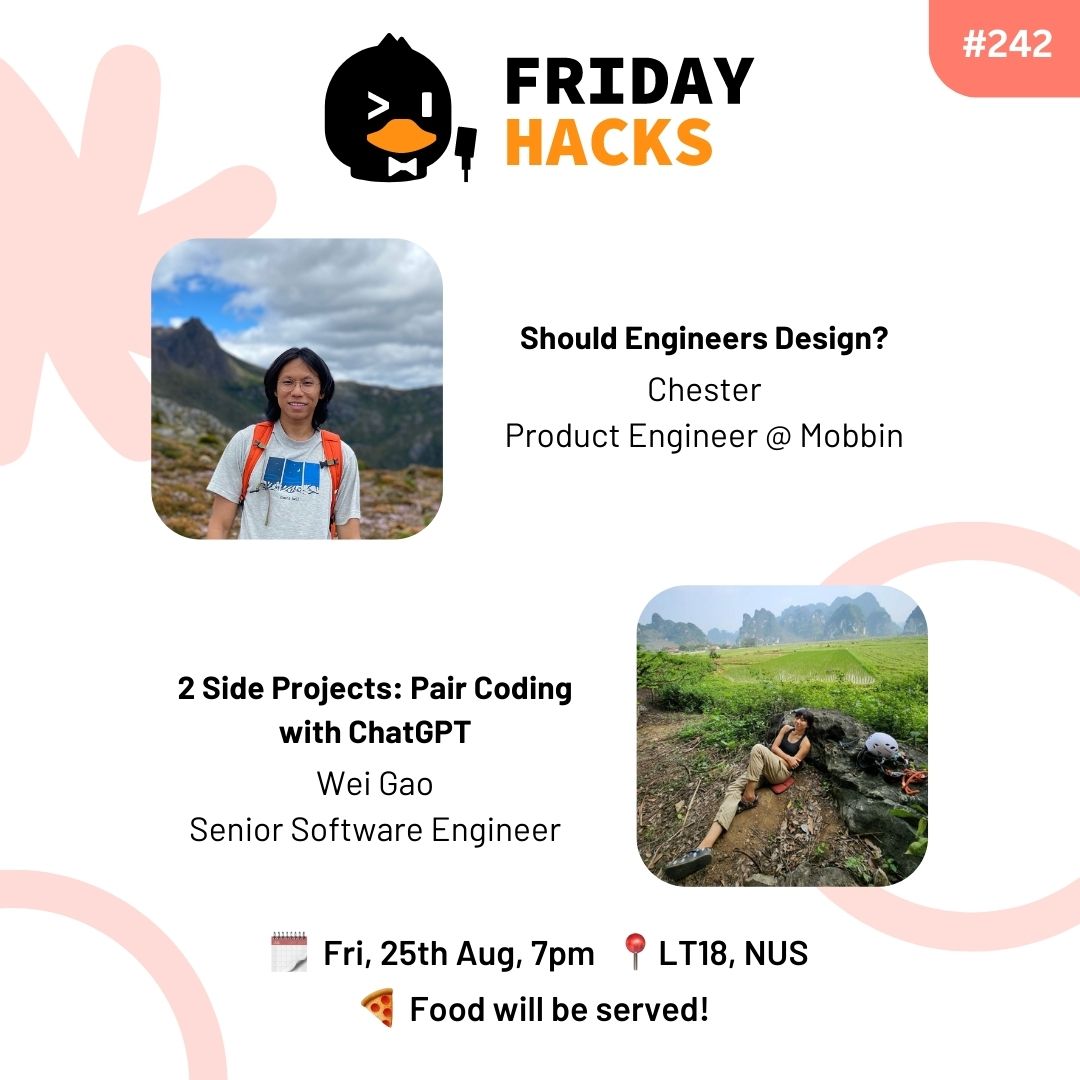 #242
FRIDAY
HACKS
Should Engineers Design?
Chester
Product Engineer @ Mobbin
2 Side Projects: Pair Coding
with ChatGPT
Wei Gao
Senior Software Engineer
Fri, 25th Aug, 7pm LT18, NUS
Food will be served!